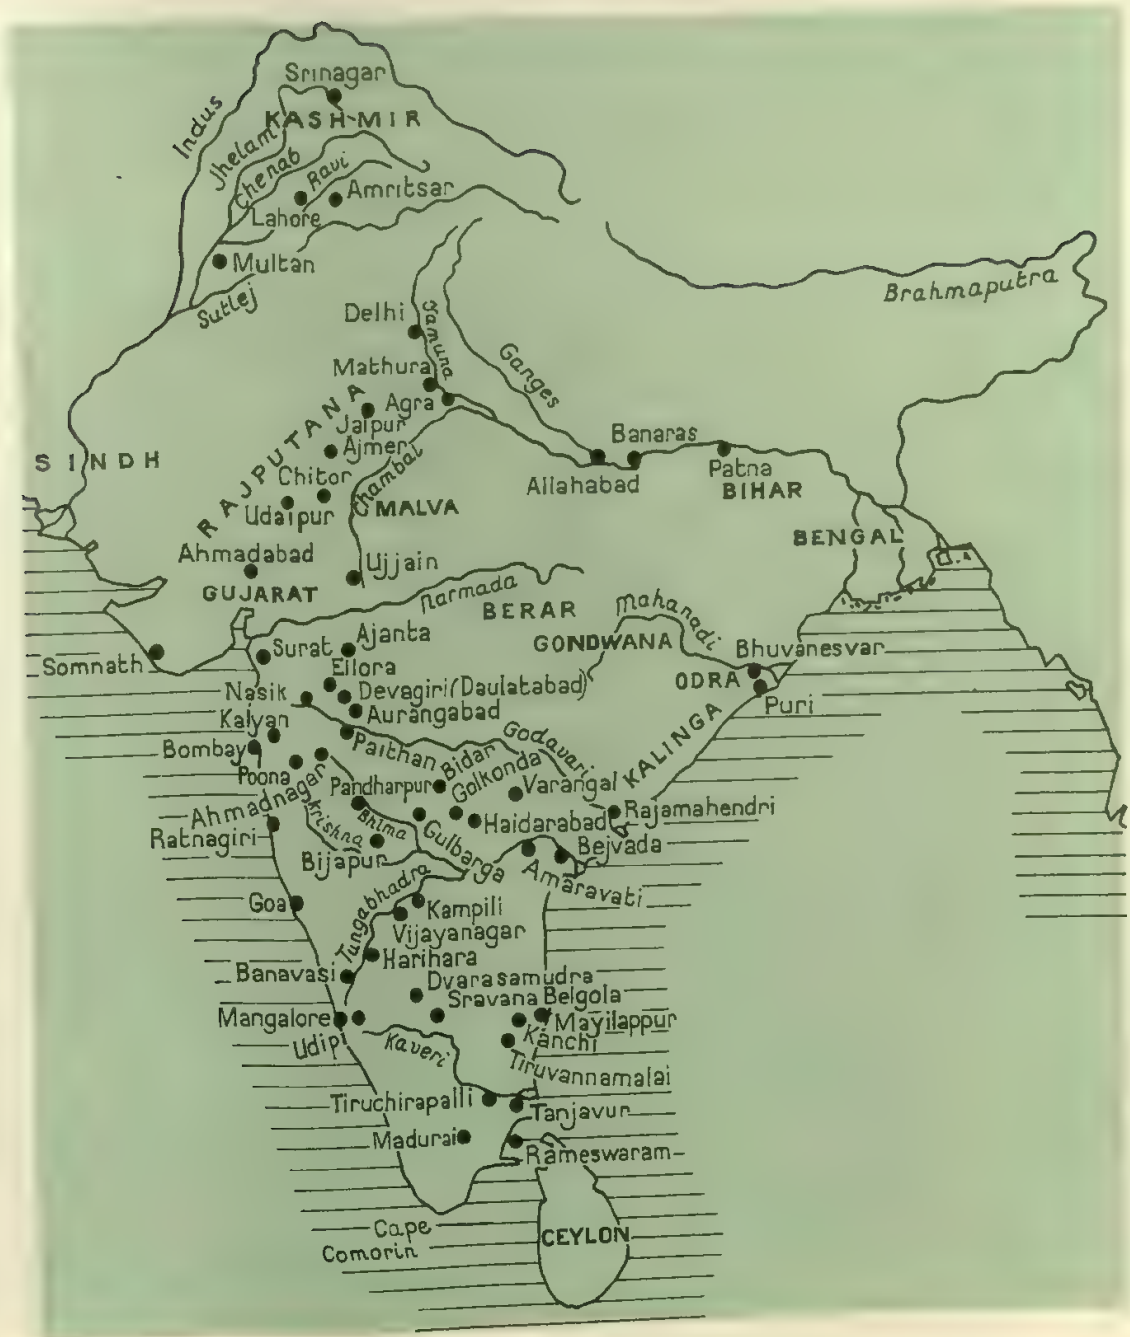 Srinagar
Indus
KASHMIR
Jhelam
Chenab
Ravi
Amritsar
Lahore
Multan
Sutlej
Brahmaputra
Delhi
Jamuna
Ganges
Mathura
Agra
RAJPUTANA
Jaipur
Ajmer
Banaras
SINDH
Chitor
Chambal
Patna
Allahabad
BIHAR
Udaipur
MALVA
BENGAL
Ahmadabad
Ujjain
GUJARAT
Narmada
BERAR
Mahanadi
Ajanta
GONDWANA
Surat
Bhuvanesvar
Somnath
Ellora
ODRA
Nasik
Devagiri (Daulatabad)
Puri
Aurangabad
Kalyan
KALINGA
Godavari
Bombay
Paithan
Bidar
Poona
Golkonda
Pandharpur
Varangal
Ahmadnagar
Rajamahendri
Krishna
Bhima
Haidarabad
Ratnagiri
Gulbarga
Bejvada
Bijapur
Amaravati
Tungabhadra
Goa
Kampili
Vijayanagar
Harihara
Banavasi
Dvarasamudra
Sravana Belgola
Mangalore
Mayilappur
Udipi
Kaveri
Kanchi
Tiruvannamalai
Tiruchirapalli
Tanjavur
Madurai
Rameswaram
Cape
Comorin
CEYLON